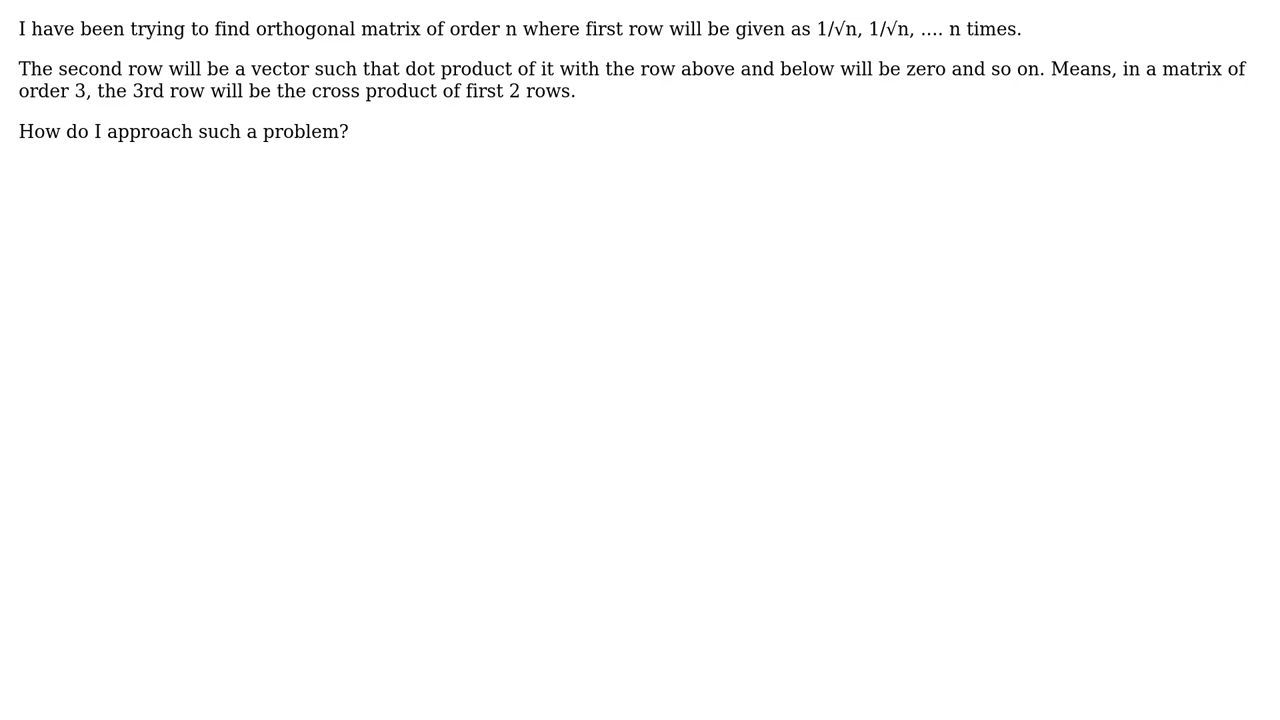 I have been trying to find orthogonal matrix of order n where first row will be given as 1/√n, 1/√n, .... n times.
The second row will be a vector such that dot product of it with the row above and below will be zero and so on. Means, in a matrix of
order 3, the 3rd row will be the cross product of first 2 rows.
How do I approach such a problem?